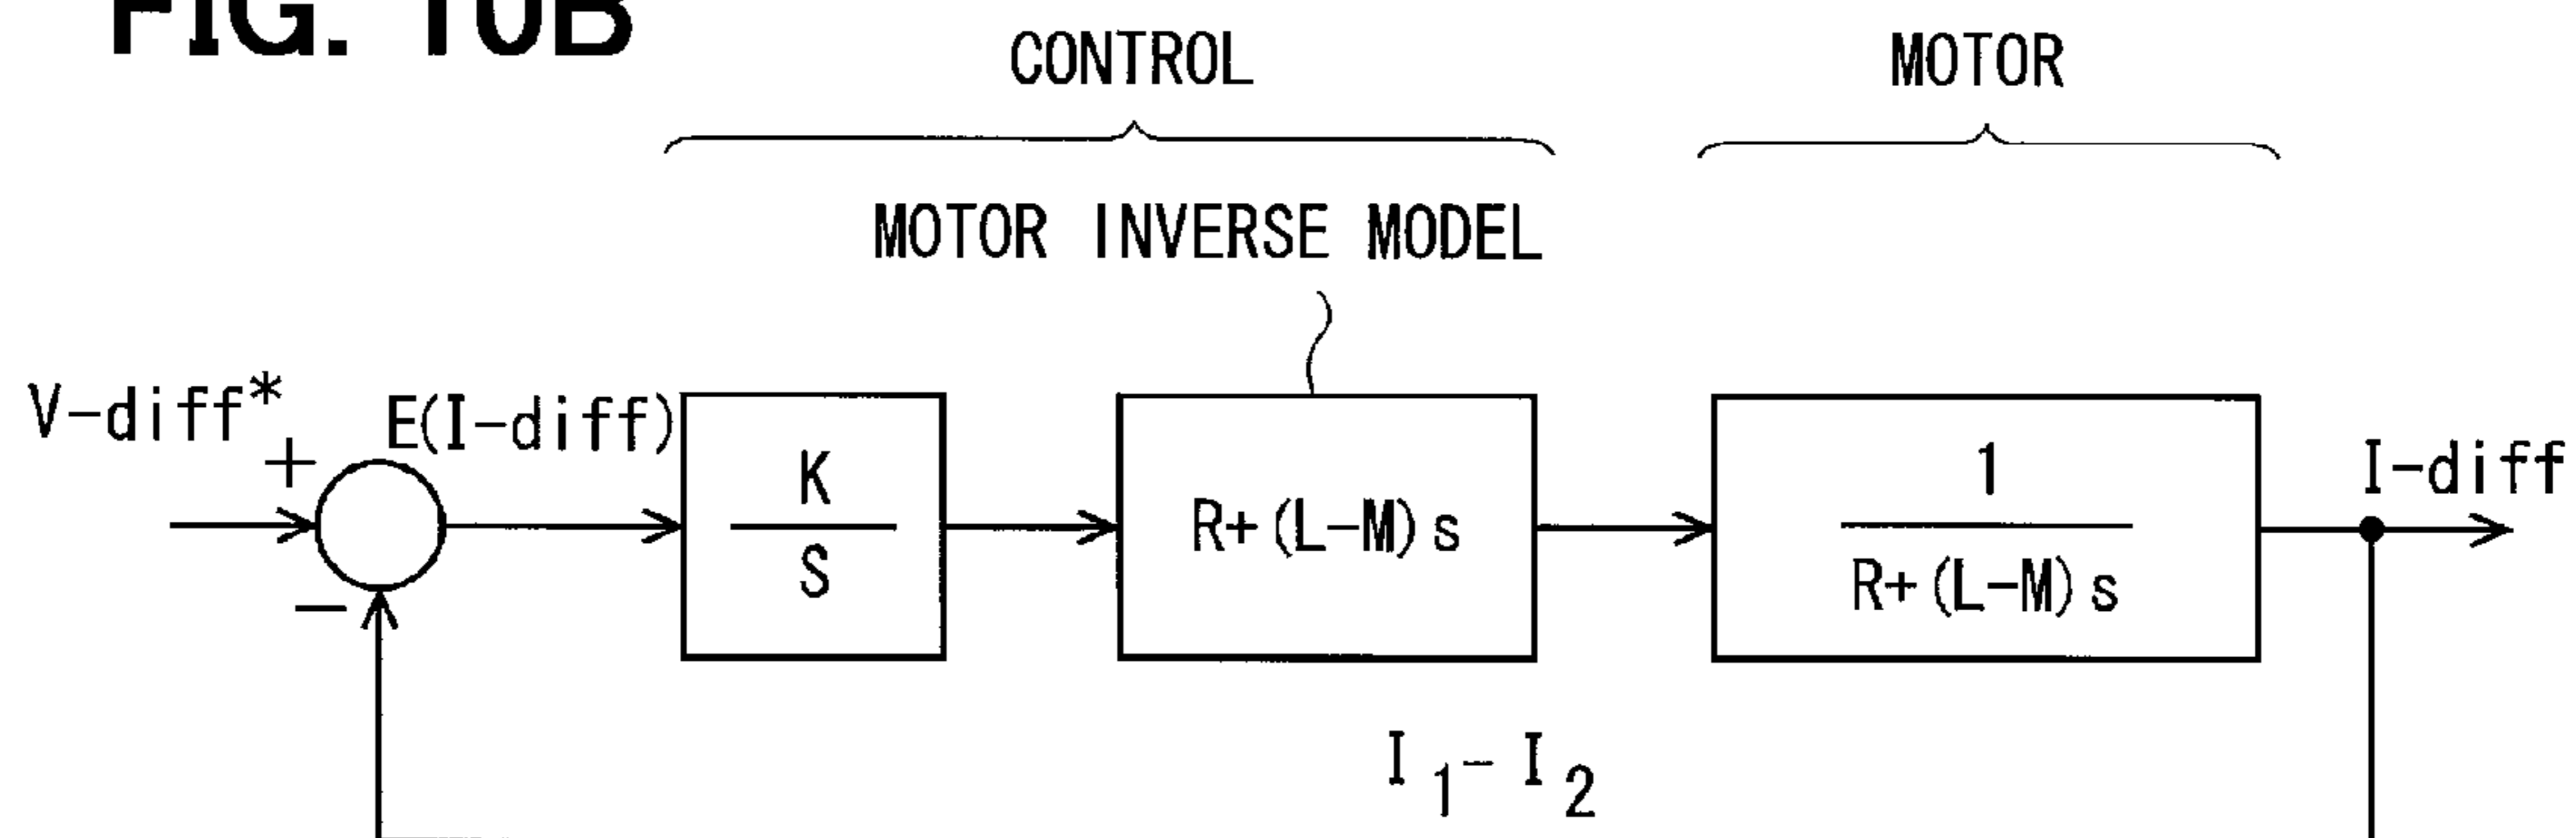 FIG. 10B
CONTROL
MOTOR
MOTOR INVERSE MODEL
V-diff*
+
E(I-diff)
−
K
S
R+(L-M)s
1
R+(L-M)s
I-diff
I1-I2